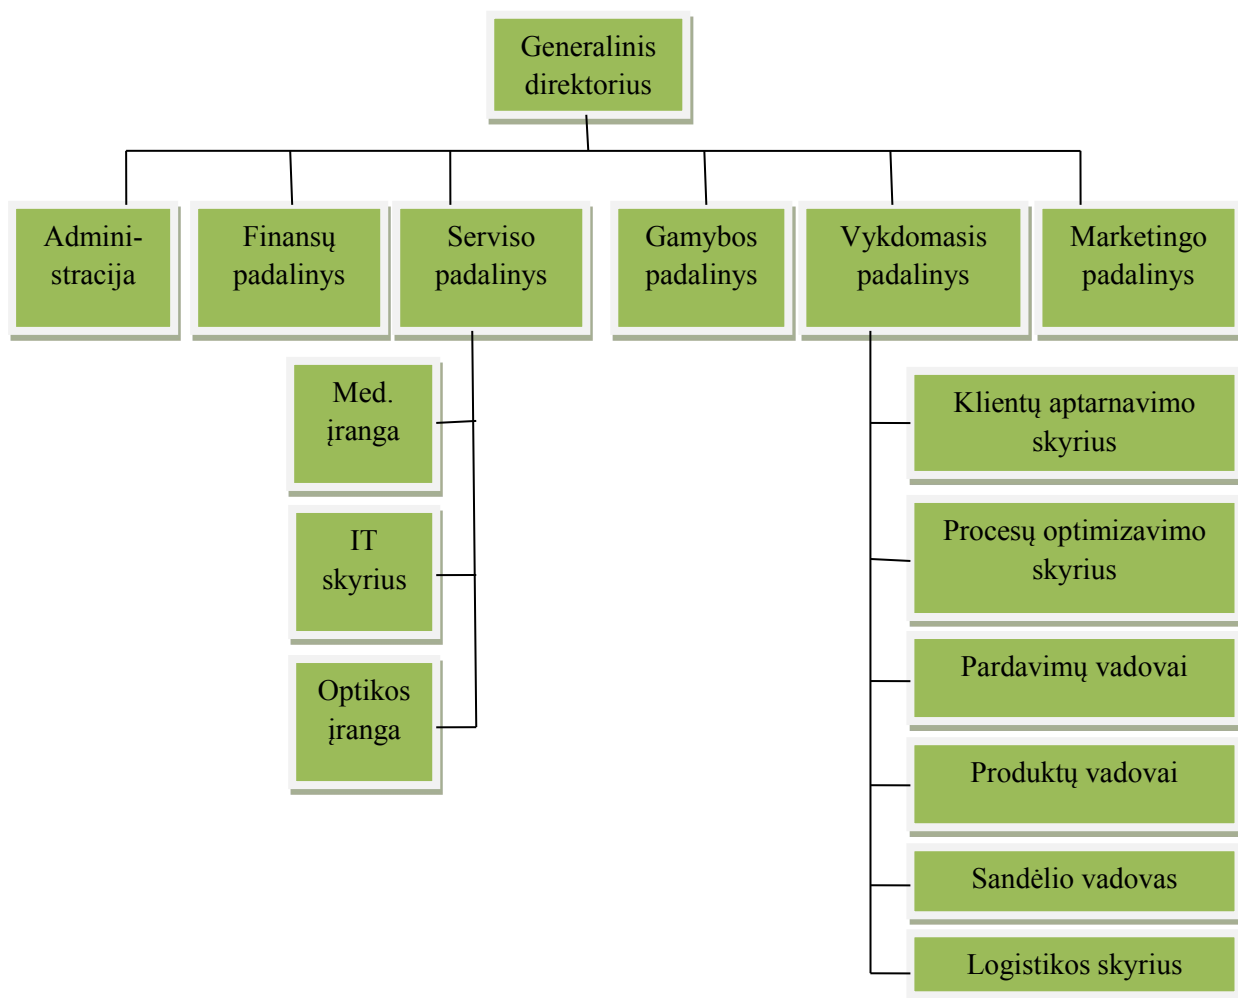 Generalinis
direktorius
Admini-
stracija
Finansų
padalinys
Serviso
padalinys
Gamybos
padalinys
Vykdomasis
padalinys
Marketingo
padalinys
Med.
įranga
IT
skyrius
Optikos
įranga
Klientų aptarnavimo
skyrius
Procesų optimizavimo
skyrius
Pardavimų vadovai
Produktų vadovai
Sandėlio vadovas
Logistikos skyrius